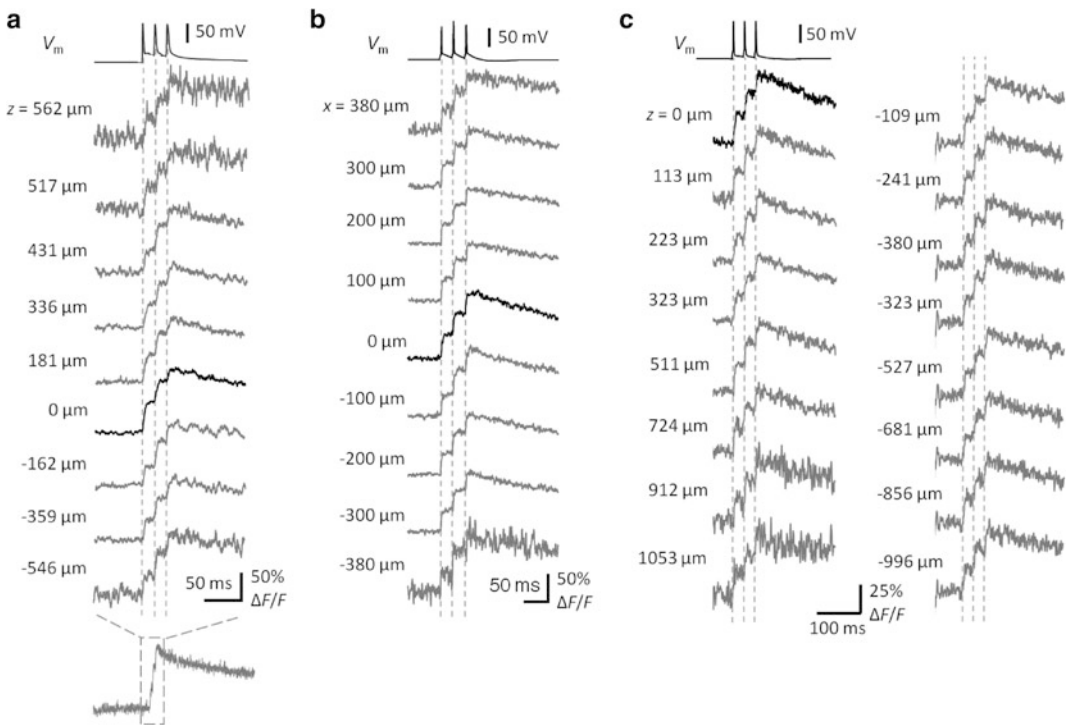 a
50 mV
Vm
z = 562 μm
517 μm
431 μm
336 μm
181 μm
0 μm
-162 μm
-359 μm
-546 μm
50 ms
50%
ΔF/F
b
50 mV
Vm
x = 380 μm
300 μm
200 μm
100 μm
0 μm
-100 μm
-200 μm
-300 μm
-380 μm
50 ms
50%
ΔF/F
c
50 mV
Vm
z = 0 μm
113 μm
223 μm
323 μm
511 μm
724 μm
912 μm
1053 μm
25%
ΔF/F
100 ms
-109 μm
-241 μm
-380 μm
-323 μm
-527 μm
-681 μm
-856 μm
-996 μm